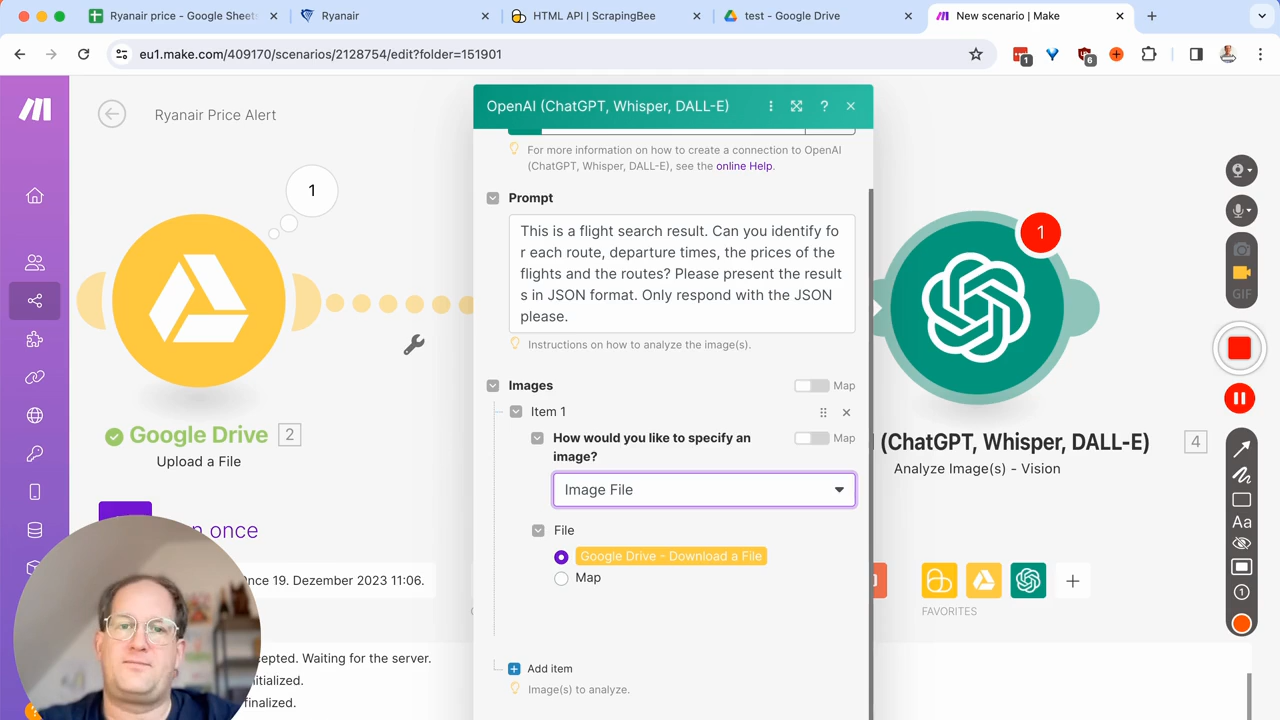 Ryanair price - Google Sheet
Ryanair
HTML API | ScrapingBee
test - Google Drive
New scenario | Make
eu1.make.com/409170/scenarios/2128754/edit?folder=151901
1
6
Ryanair Price Alert
OpenAI (ChatGPT, Whisper, DALL-E)
For more information on how to create a connection to OpenAI
(ChatGPT, Whisper, DALL-E), see the online Help.
1
Prompt
This is a flight search result. Can you identify fo
r each route, departure times, the prices of the
flights and the routes? Please present the result
s in JSON format. Only respond with the JSON
please.
Instructions on how to analyze the image(s).
1
GIF
Images
Map
Item 1
How would you like to specify an
image?
Map
Image File
File
Google Drive - Download a File
Map
Add item
Image(s) to analyze.
Google Drive 2
Upload a File
(ChatGPT, Whisper, DALL-E) 4
Analyze Image(s) - Vision
once
nce 19. Dezember 2023 11:06.
FAVORITES
Aa
1
cepted. Waiting for the server.
itialized.
finalized.